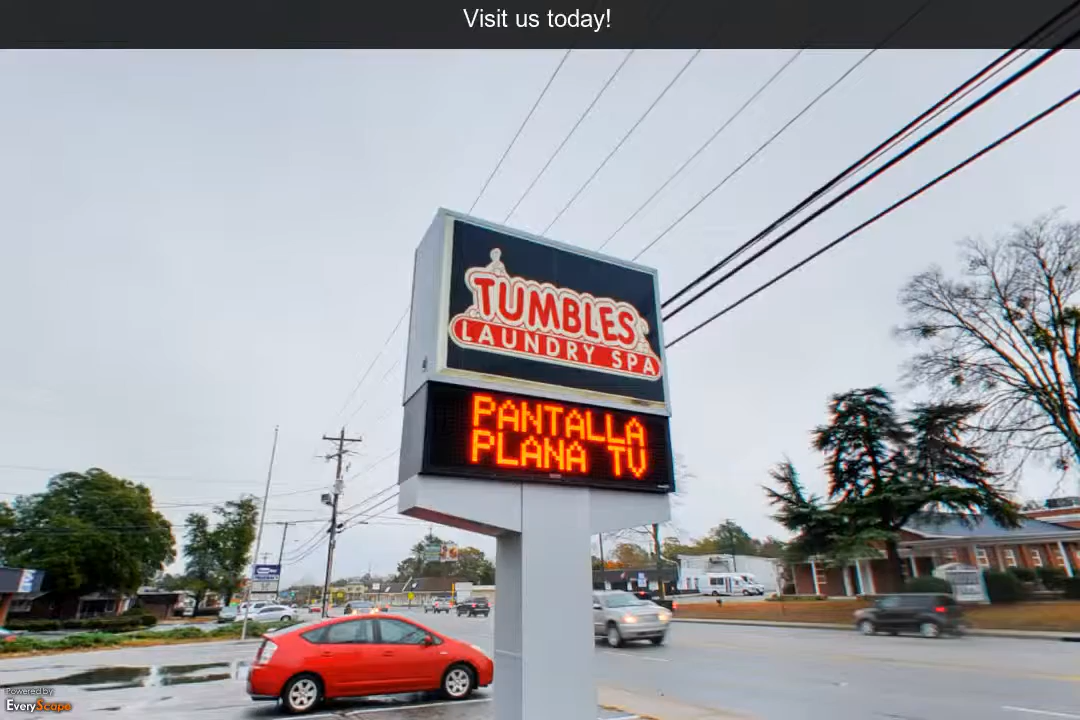 Visit us today!
TUMBLES
LAUNDRY SPA
PANTALLA
PLANA TV
Powered by
EveryScape